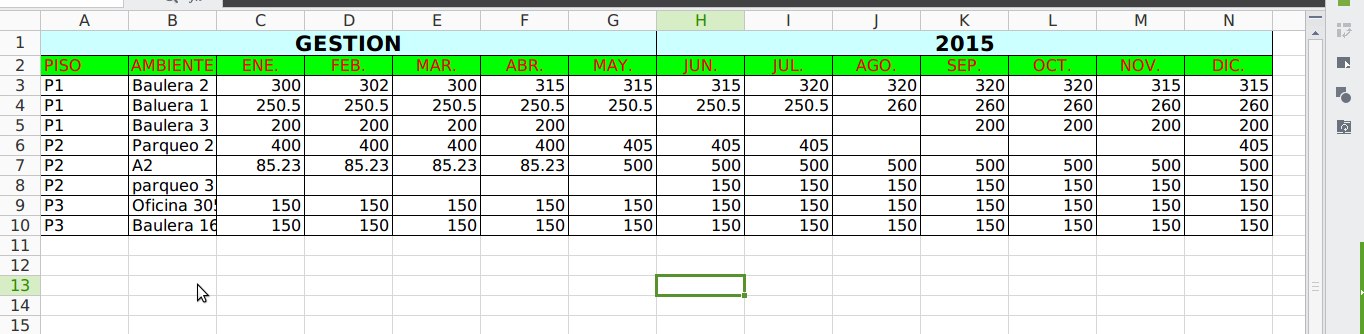 A B C D E F G H I J K L M N
1 GESTION 2015
2 PISO AMBIENTE ENE. FEB. MAR. ABR. MAY. JUN. JUL. AGO. SEP. OCT. NOV. DIC.
3 P1 Baulera 2 300 302 300 315 315 315 320 320 320 320 315 315
4 P1 Baluera 1 250.5 250.5 250.5 250.5 250.5 250.5 250.5 260 260 260 260 260
5 P1 Baulera 3 200 200 200 200 200 200 200 200
6 P2 Parqueo 2 400 400 400 400 405 405 405 405
7 P2 A2 85.23 85.23 85.23 85.23 500 500 500 500 500 500 500 500
8 P2 parqueo 3 150 150 150 150 150 150 150
9 P3 Oficina 305 150 150 150 150 150 150 150 150 150 150 150 150
10 P3 Baulera 16 150 150 150 150 150 150 150 150 150 150 150 150
11
12
13
14
15